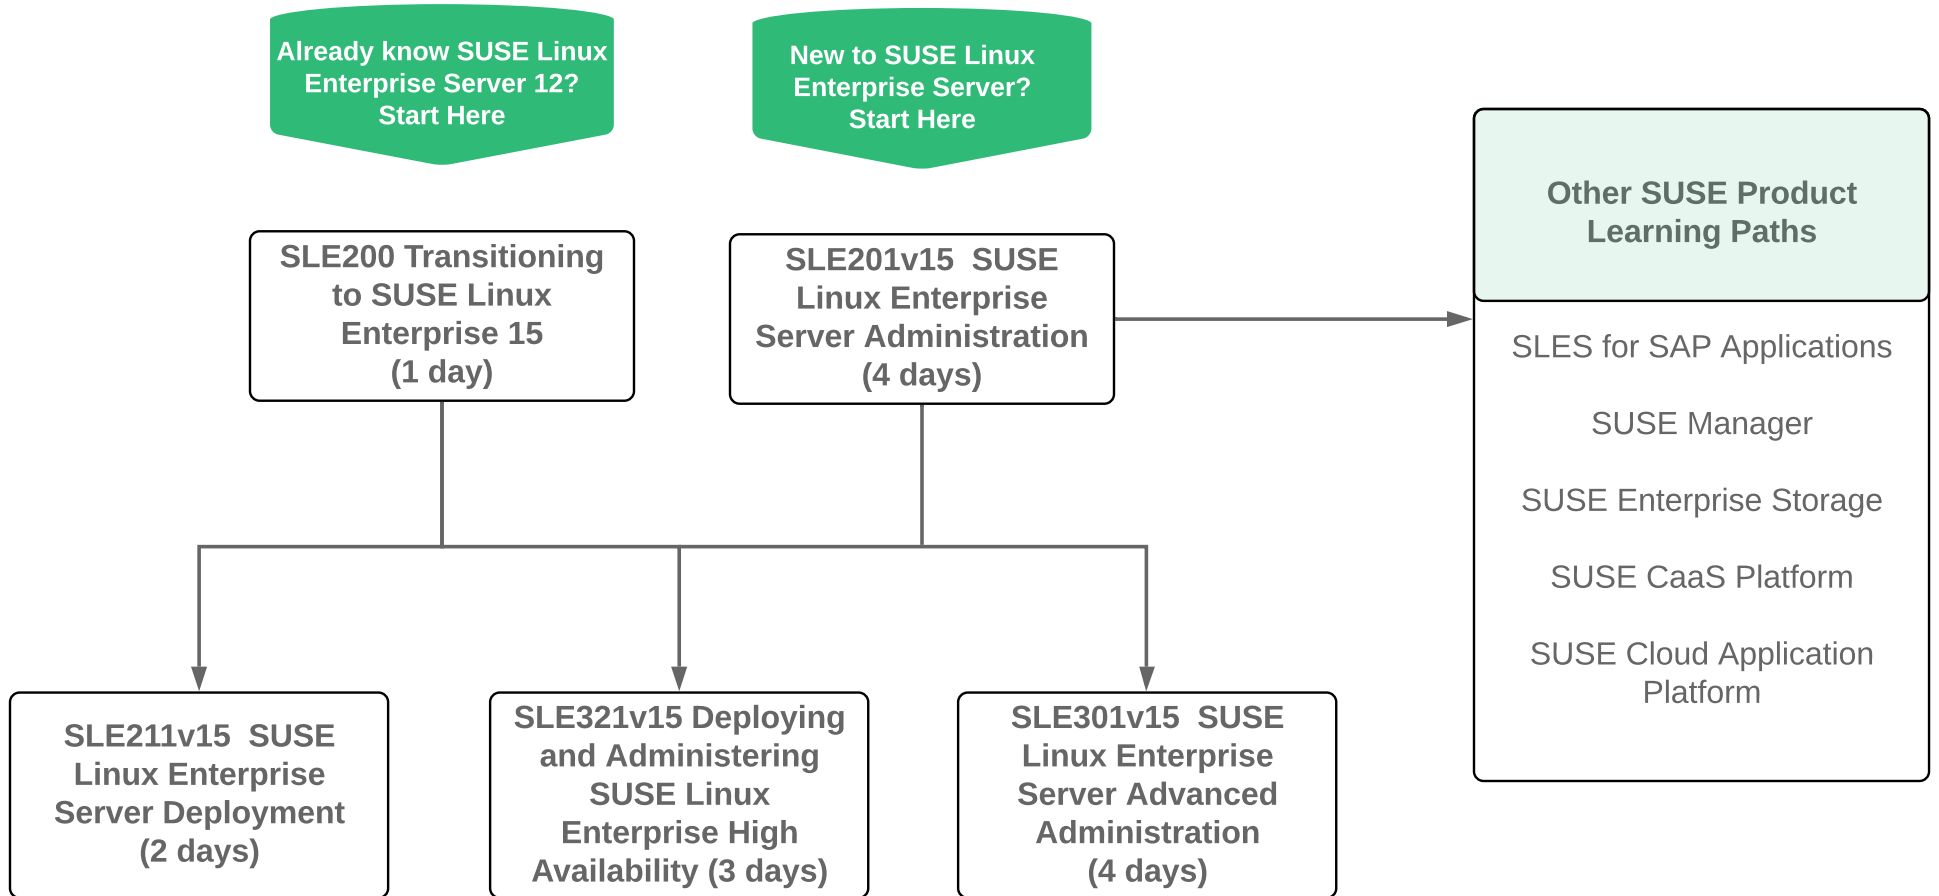 Already know SUSE Linux
Enterprise Server 12?
Start Here
New to SUSE Linux
Enterprise Server?
Start Here
SLE200 Transitioning
to SUSE Linux
Enterprise 15
(1 day)
SLE201v15  SUSE
Linux Enterprise
Server Administration
(4 days)
Other SUSE Product
Learning Paths
SLES for SAP Applications
SUSE Manager
SUSE Enterprise Storage
SUSE CaaS Platform
SUSE Cloud Application
Platform
SLE211v15  SUSE
Linux Enterprise
Server Deployment
(2 days)
SLE321v15 Deploying
and Administering
SUSE Linux
Enterprise High
Availability (3 days)
SLE301v15  SUSE
Linux Enterprise
Server Advanced
Administration
(4 days)